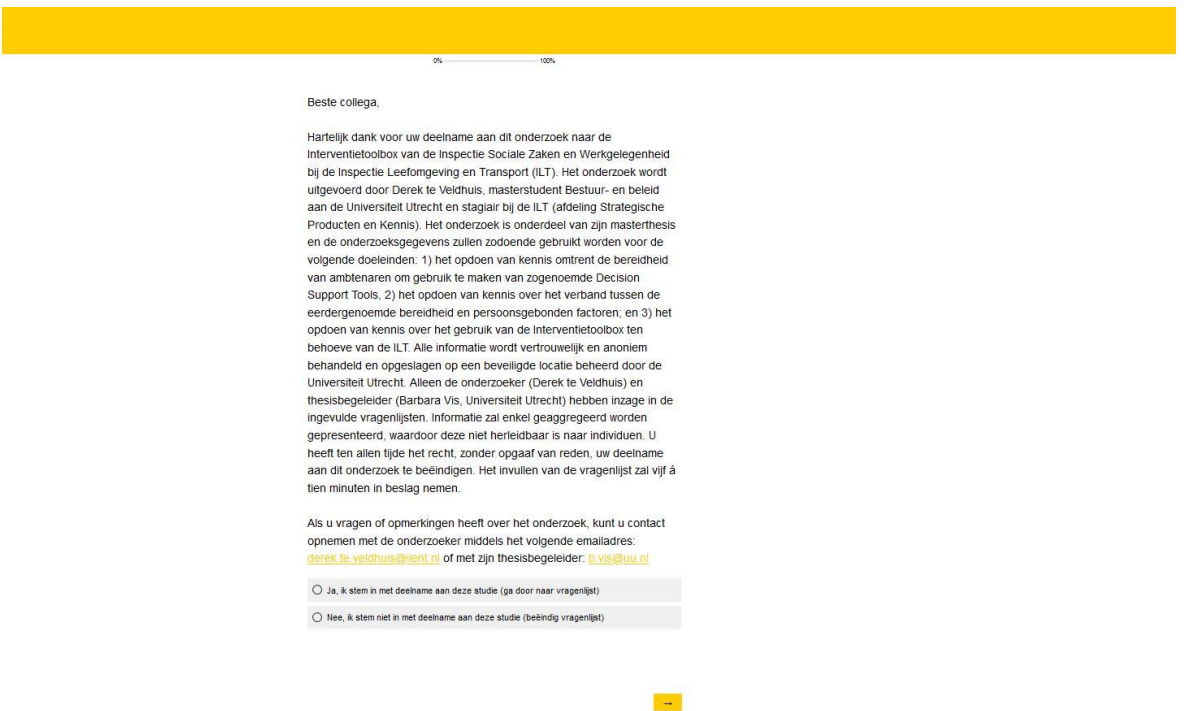 0% 100%
Beste collega,
Hartelijk dank voor uw deelname aan dit onderzoek naar de
Interventietoolbox van de Inspectie Sociale Zaken en Werkgelegenheid
bij de Inspectie Leefomgeving en Transport (ILT). Het onderzoek wordt
uitgevoerd door Derek te Veldhuis, masterstudent Bestuur- en beleid
aan de Universiteit Utrecht en stagiair bij de ILT (afdeling Strategische
Producten en Kennis). Het onderzoek is onderdeel van zijn masterthesis
en de onderzoeksgegevens zullen zodoende gebruikt worden voor de
volgende doeleinden: 1) het opdoen van kennis omtrent de bereidheid
van ambtenaren om gebruik te maken van zogenoemde Decision
Support Tools, 2) het opdoen van kennis over het verband tussen de
eerdergenoemde bereidheid en persoonsgebonden factoren; en 3) het
opdoen van kennis over het gebruik van de Interventietoolbox ten
behoeve van de ILT. Alle informatie wordt vertrouwelijk en anoniem
behandeld en opgeslagen op een beveiligde locatie beheerd door de
Universiteit Utrecht. Alleen de onderzoeker (Derek te Veldhuis) en
thesisbegeleider (Barbara Vis, Universiteit Utrecht) hebben inzage in de
ingevulde vragenlijsten. Informatie zal enkel geaggregeerd worden
gepresenteerd, waardoor deze niet herleidbaar is naar individuen. U
heeft ten allen tijde het recht, zonder opgaaf van reden, uw deelname
aan dit onderzoek te beëindigen. Het invullen van de vragenlijst zal vijf á
tien minuten in beslag nemen.
Als u vragen of opmerkingen heeft over het onderzoek, kunt u contact
opnemen met de onderzoeker middels het volgende emailadres:
derek.te.veldhuis@ilent.nl of met zijn thesisbegeleider: b.vis@uu.nl
Ja, ik stem in met deelname aan deze studie (ga door naar vragenlijst)
Nee, ik stem niet in met deelname aan deze studie (beëindig vragenlijst)
→